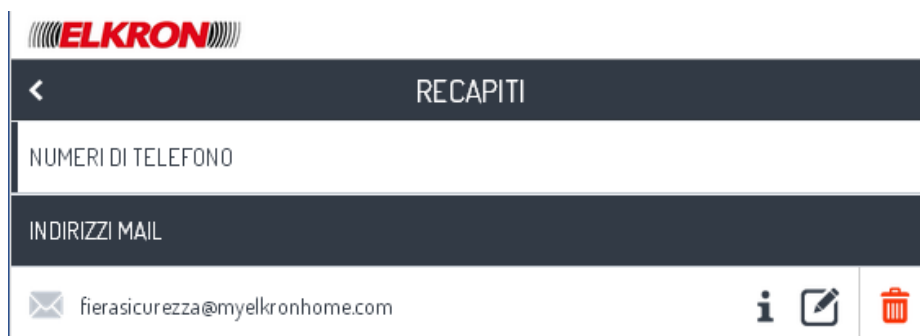 ELKRON
RECAPITI
NUMERI DI TELEFONO
INDIRIZZI MAIL
fierasicurezza@myelkronhome.com